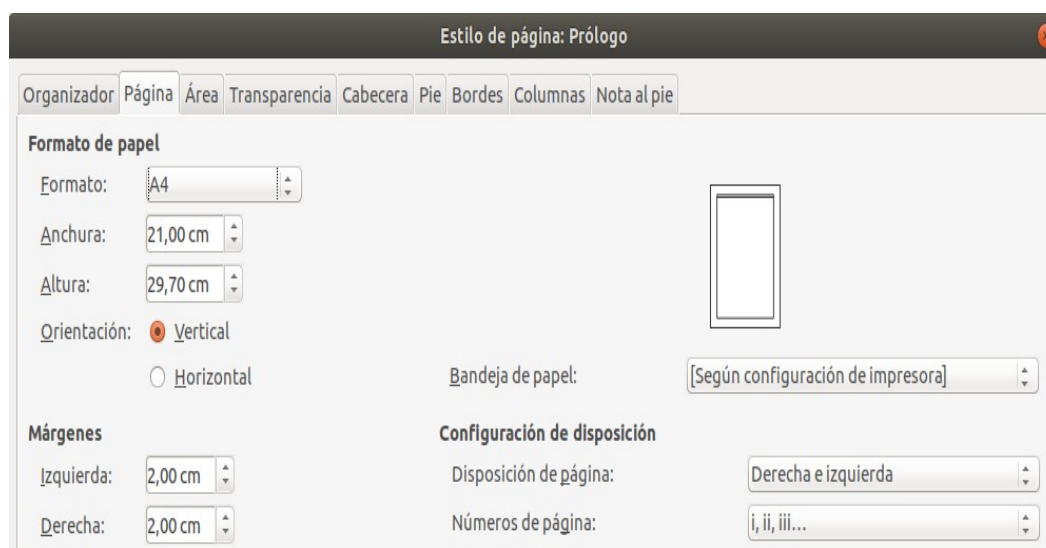 Estilo de página: Prólogo
Organizador Página Área Transparencia Cabecera Pie Bordes Columnas Nota al pie
Formato de papel
Formato: A4
Anchura: 21,00 cm
Altura: 29,70 cm
Orientación: Vertical
Horizontal
Bandeja de papel: [Según configuración de impresora]
Márgenes
Izquierda: 2,00 cm
Derecha: 2,00 cm
Configuración de disposición
Disposición de página: Derecha e izquierda
Números de página: i, ii, iii...